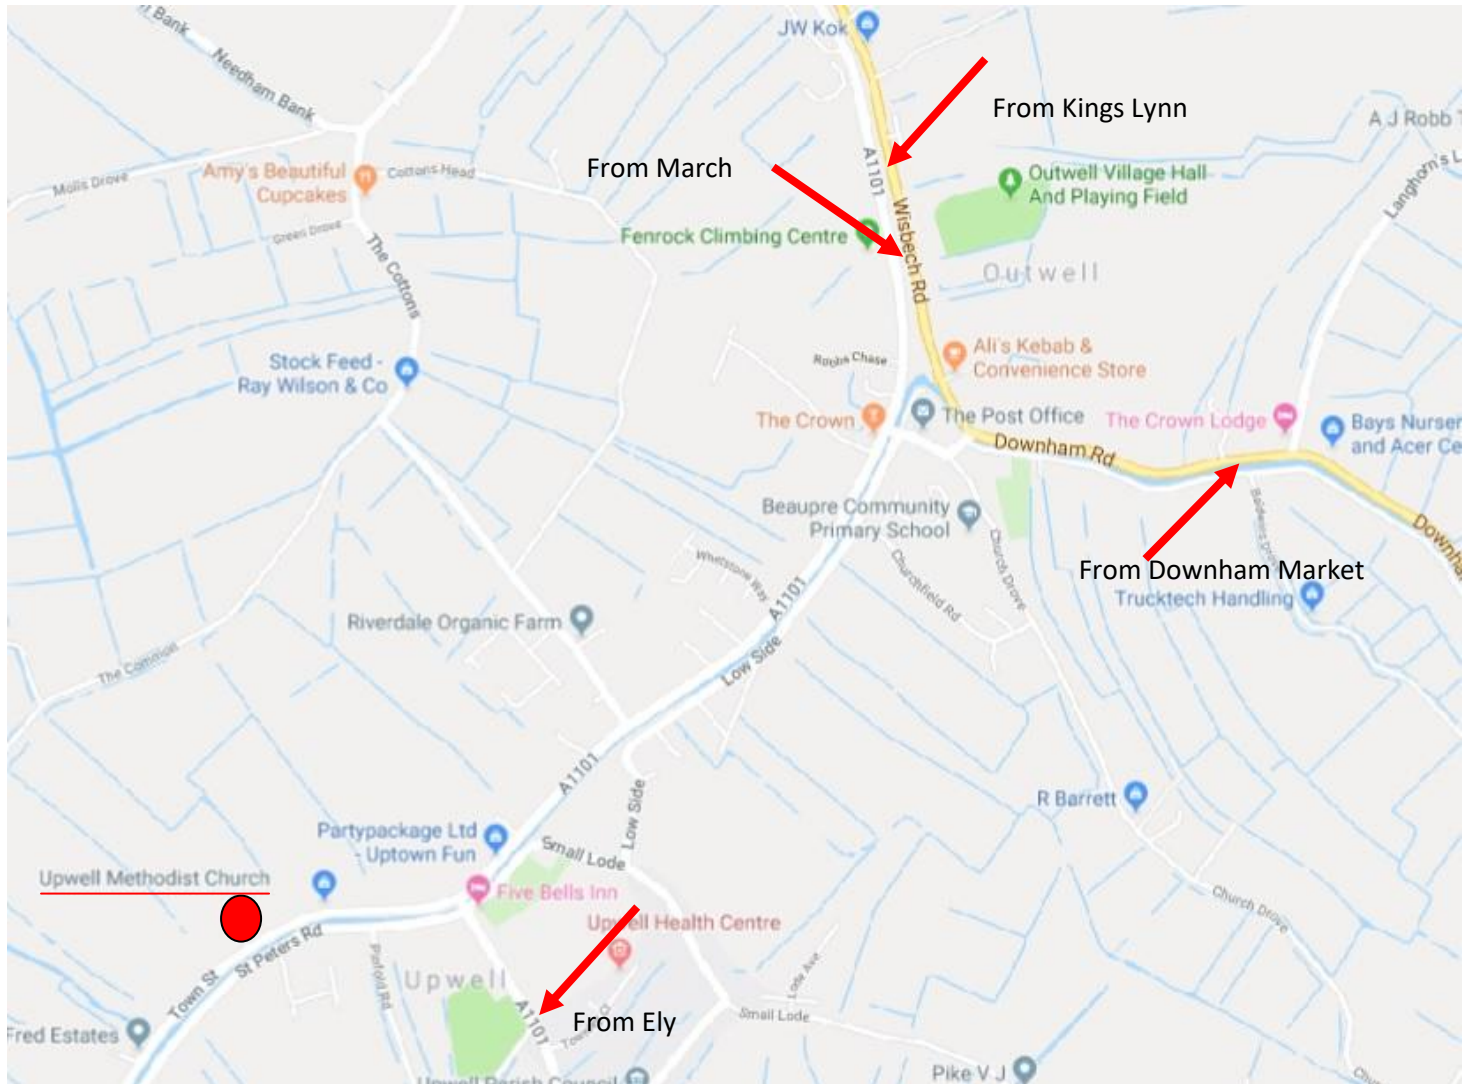 JW Kok
Bank
Needham Bank
From Kings Lynn
A J Robb
From March
A1101
Amy's Beautiful
Cupcakes
Cottons Head
Molls Drove
Outwell Village Hall
And Playing Field
Langhorn's L
Wisbech Rd
Green Drove
The Cottons
Fenrock Climbing Centre
Outwell
Stock Feed -
Ray Wilson & Co
Robbs Chase
Ali's Kebab &
Convenience Store
The Crown
The Post Office
The Crown Lodge
Bays Nurser
and Acer Ce
Downham Rd
Beaupre Community
Primary School
Church Drove
Churchfield Rd
Whetstone Way
Downha
From Downham Market
Trucktech Handling
A1101
Low Side
Riverdale Organic Farm
The Common
A1101
Low Side
R Barrett
Partypackage Ltd
- Uptown Fun
Small Lode
Upwell Methodist Church
Five Bells Inn
Church Drove
Upwell Health Centre
St Peters Rd
Town St
Pinfold Rd
Upwell
Lode Ave
A1101
From Ely
Small Lode
Fred Estates
Pike V J
Upwell Parish Council